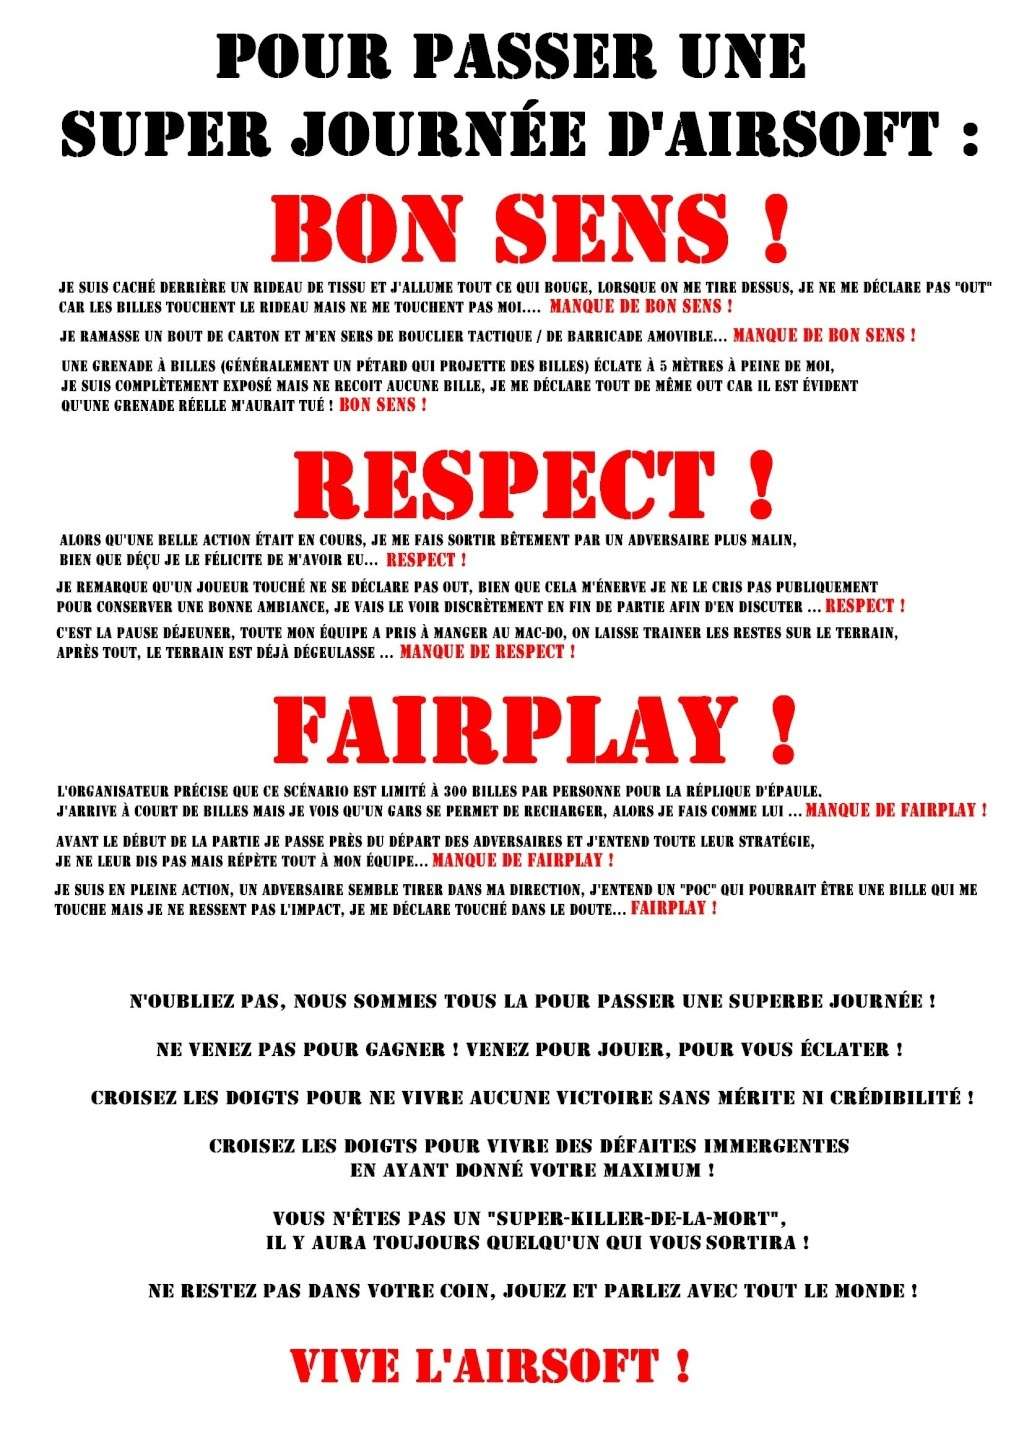 POUR PASSER UNE
SUPER JOURNÉE D'AIRSOFT :
BON SENS !
JE SUIS CACHÉ DERRIÈRE UN RIDEAU DE TISSU ET J'ALLUME TOUT CE QUI BOUGE, LORSQUE ON ME TIRE DESSUS, JE NE ME DÉCLARE PAS "OUT"
CAR LES BILLES TOUCHENT LE RIDEAU MAIS NE ME TOUCHENT PAS MOI.... MANQUE DE BON SENS !
JE RAMASSE UN BOUT DE CARTON ET M'EN SERS DE BOUCLIER TACTIQUE / DE BARRICADE AMOVIBLE... MANQUE DE BON SENS !
UNE GRENADE À BILLES (GÉNÉRALEMENT UN PÉTARD QUI PROJETTE DES BILLES) ÉCLATE À 5 MÈTRES À PEINE DE MOI,
JE SUIS COMPLÈTEMENT EXPOSÉ MAIS NE RECOIT AUCUNE BILLE, JE ME DÉCLARE TOUT DE MÊME OUT CAR IL EST ÉVIDENT
QU'UNE GRENADE RÉELLE M'AURAIT TUÉ ! BON SENS !
RESPECT !
ALORS QU'UNE BELLE ACTION ÉTAIT EN COURS, JE ME FAIS SORTIR BÊTEMENT PAR UN ADVERSAIRE PLUS MALIN,
BIEN QUE DÉÇU JE LE FÉLICITE DE M'AVOIR EU... RESPECT !
JE REMARQUE QU'UN JOUEUR TOUCHÉ NE SE DÉCLARE PAS OUT, BIEN QUE CELA M'ÉNERVE JE NE LE CRIS PAS PUBLIQUEMENT
POUR CONSERVER UNE BONNE AMBIANCE, JE VAIS LE VOIR DISCRÈTEMENT EN FIN DE PARTIE AFIN D'EN DISCUTER ... RESPECT !
C'EST LA PAUSE DÉJEUNER, TOUTE MON ÉQUIPE A PRIS À MANGER AU MAC-DO, ON LAISSE TRAINER LES RESTES SUR LE TERRAIN,
APRÈS TOUT, LE TERRAIN EST DÉJÀ DÉGEULASSE ... MANQUE DE RESPECT !
FAIRPLAY !
L'ORGANISATEUR PRÉCISE QUE CE SCÉNARIO EST LIMITÉ À 300 BILLES PAR PERSONNE POUR LA RÉPLIQUE D'ÉPAULE.
J'ARRIVE À COURT DE BILLES MAIS JE VOIS QU'UN GARS SE PERMET DE RECHARGER, ALORS JE FAIS COMME LUI ... MANQUE DE FAIRPLAY !
AVANT LE DÉBUT DE LA PARTIE JE PASSE PRÈS DU DÉPART DES ADVERSAIRES ET J'ENTEND TOUTE LEUR STRATÉGIE,
JE NE LEUR DIS PAS MAIS RÉPÈTE TOUT À MON ÉQUIPE... MANQUE DE FAIRPLAY !
JE SUIS EN PLEINE ACTION, UN ADVERSAIRE SEMBLE TIRER DANS MA DIRECTION, J'ENTEND UN "POC" QUI POURRAIT ÊTRE UNE BILLE QUI ME
TOUCHE MAIS JE NE RESSENT PAS L'IMPACT, JE ME DÉCLARE TOUCHÉ DANS LE DOUTE... FAIRPLAY !
N'OUBLIEZ PAS, NOUS SOMMES TOUS LA POUR PASSER UNE SUPERBE JOURNÉE !
NE VENEZ PAS POUR GAGNER ! VENEZ POUR JOUER, POUR VOUS ÉCLATER !
CROISEZ LES DOIGTS POUR NE VIVRE AUCUNE VICTOIRE SANS MÉRITE NI CRÉDIBILITÉ !
CROISEZ LES DOIGTS POUR VIVRE DES DÉFAITES IMMERGENTES
EN AYANT DONNÉ VOTRE MAXIMUM !
VOUS N'ÊTES PAS UN "SUPER-KILLER-DE-LA-MORT",
IL Y AURA TOUJOURS QUELQU'UN QUI VOUS SORTIRA !
NE RESTEZ PAS DANS VOTRE COIN, JOUEZ ET PARLEZ AVEC TOUT LE MONDE !
VIVE L'AIRSOFT !